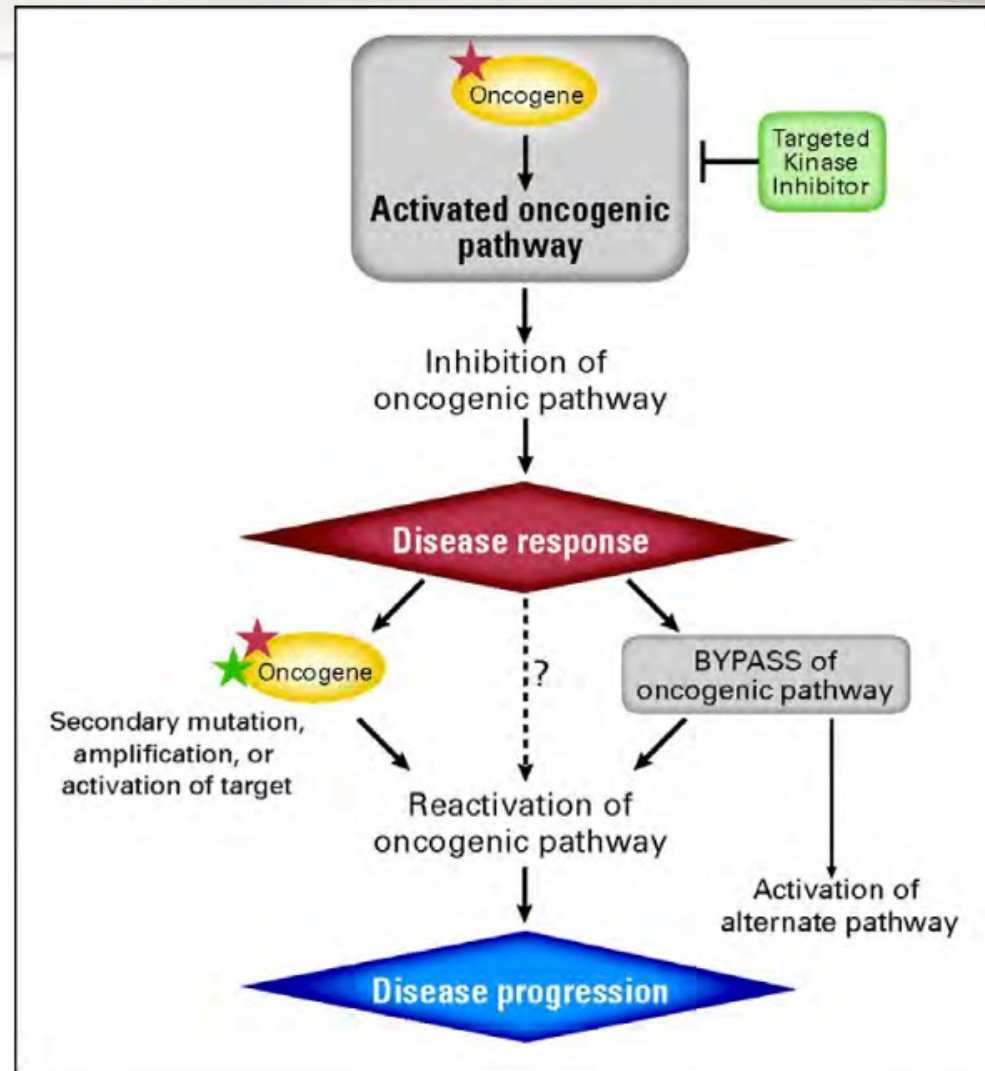 Oncogene
Targeted
Kinase
Inhibitor
Activated oncogenic
pathway
Inhibition of
oncogenic pathway
Disease response
Oncogene
?
BYPASS of
oncogenic pathway
Secondary mutation,
amplification, or
activation of target
Reactivation of
oncogenic pathway
Activation of
alternate pathway
Disease progression